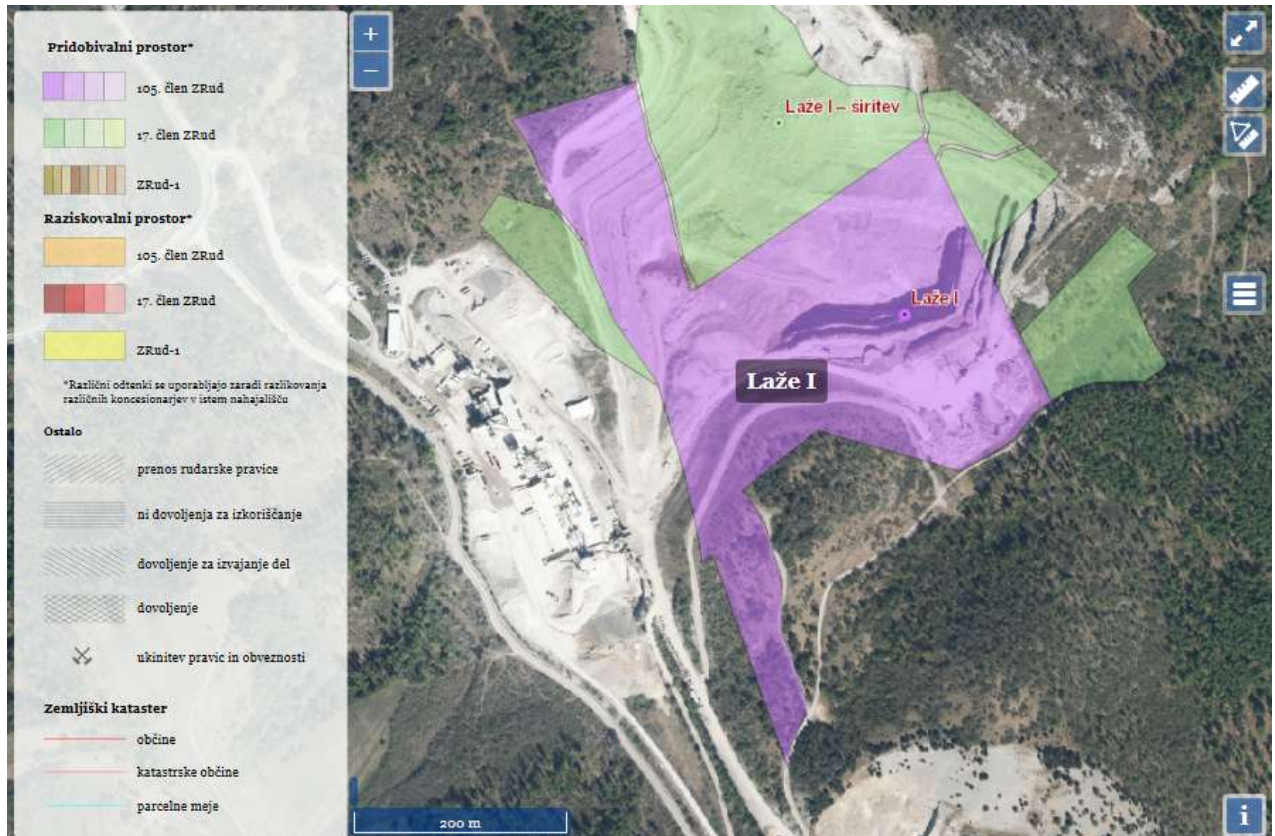 Pridobivalni prostor*
105. člen ZRud
17. člen ZRud
ZRud-1
Raziskovalni prostor*
105. člen ZRud
17. člen ZRud
ZRud-1
*Različni odtenki se uporabljajo zaradi razlikovanja
različnih koncesionarjev v istem nahajališču
Ostalo
prenos rudarske pravice
ni dovoljenja za izkoriščanje
dovoljenje za izvajanje del
dovoljenje
ukinitev pravic in obveznosti
Zemljiški kataster
občine
katastrske občine
parcelne meje
+
−
Laže I – širitev
Laže I
Laže I
200 m
i